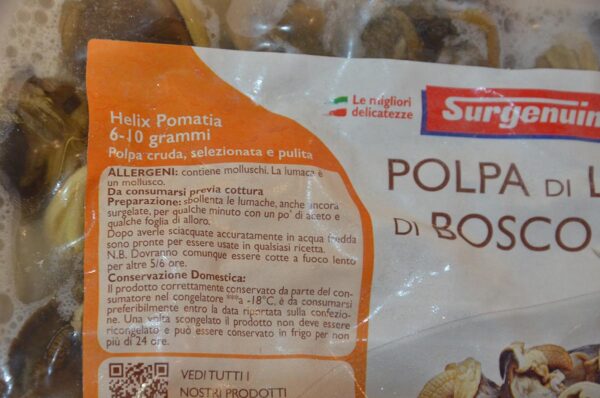 Helix Pomatia
6-10 grammi
Polpa cruda, selezionata e pulita
ALLERGENI: contiene molluschi. La lumaca è
un mollusco.
Da consumarsi previa cottura
Preparazione: sbollenta le lumache, anche ancora
surgelate, per qualche minuto con un po' di aceto e
qualche foglia di alloro.
Dopo averle sciacquate accuratamente in acqua fredda
sono pronte per essere usate in qualsiasi ricetta.
N.B. Dovranno comunque essere cotte a fuoco lento
per altre 5/6 ore.
Conservazione Domestica:
Il prodotto correttamente conservato da parte del con-
sumatore nel congelatore ***a -18°C, è da consumarsi
preferibilmente entro la data riportata sulla confezio-
ne. Una volta scongelato il prodotto non deve essere
ricongelato e può essere conservato in frigo per non
più di 24 ore.
VEDI TUTTI I
NOSTRI PRODOTTI
Le migliori
delicatezze
Surgenuin
POLPA DI L
DI BOSCO